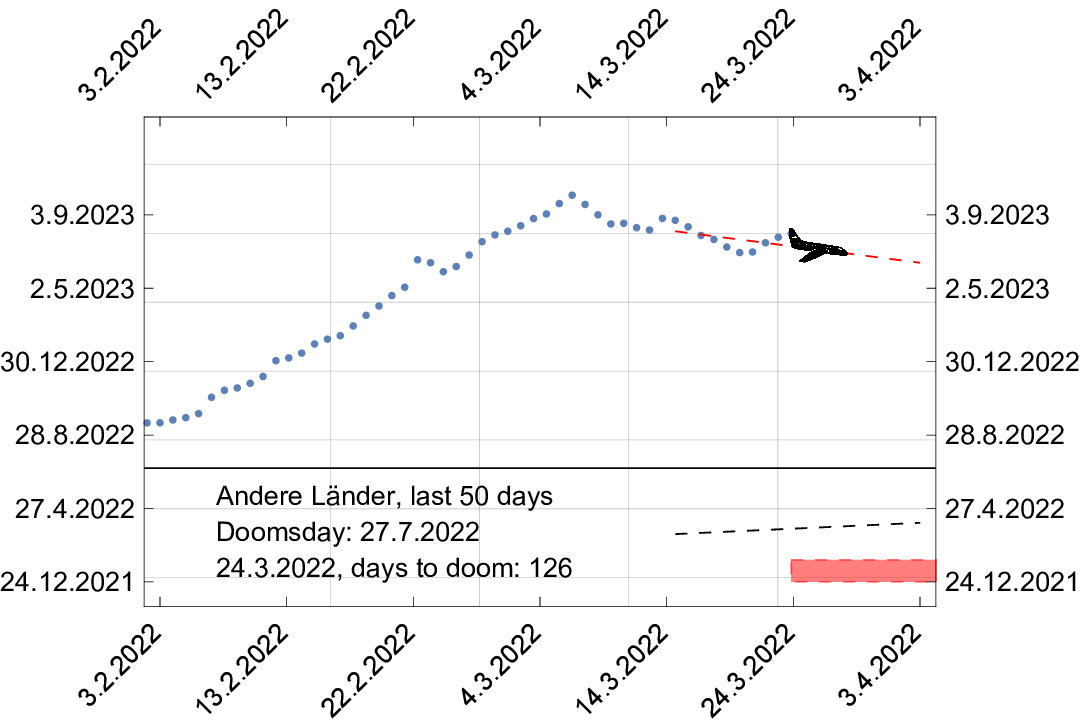 3.2.2022 13.2.2022 22.2.2022 4.3.2022 14.3.2022 24.3.2022 3.4.2022
3.9.2023 3.9.2023
2.5.2023 2.5.2023
30.12.2022 30.12.2022
28.8.2022 28.8.2022
Andere Länder, last 50 days
27.4.2022 27.4.2022
Doomsday: 27.7.2022
24.3.2022, days to doom: 126
24.12.2021 24.12.2021
3.2.2022 13.2.2022 22.2.2022 4.3.2022 14.3.2022 24.3.2022 3.4.2022